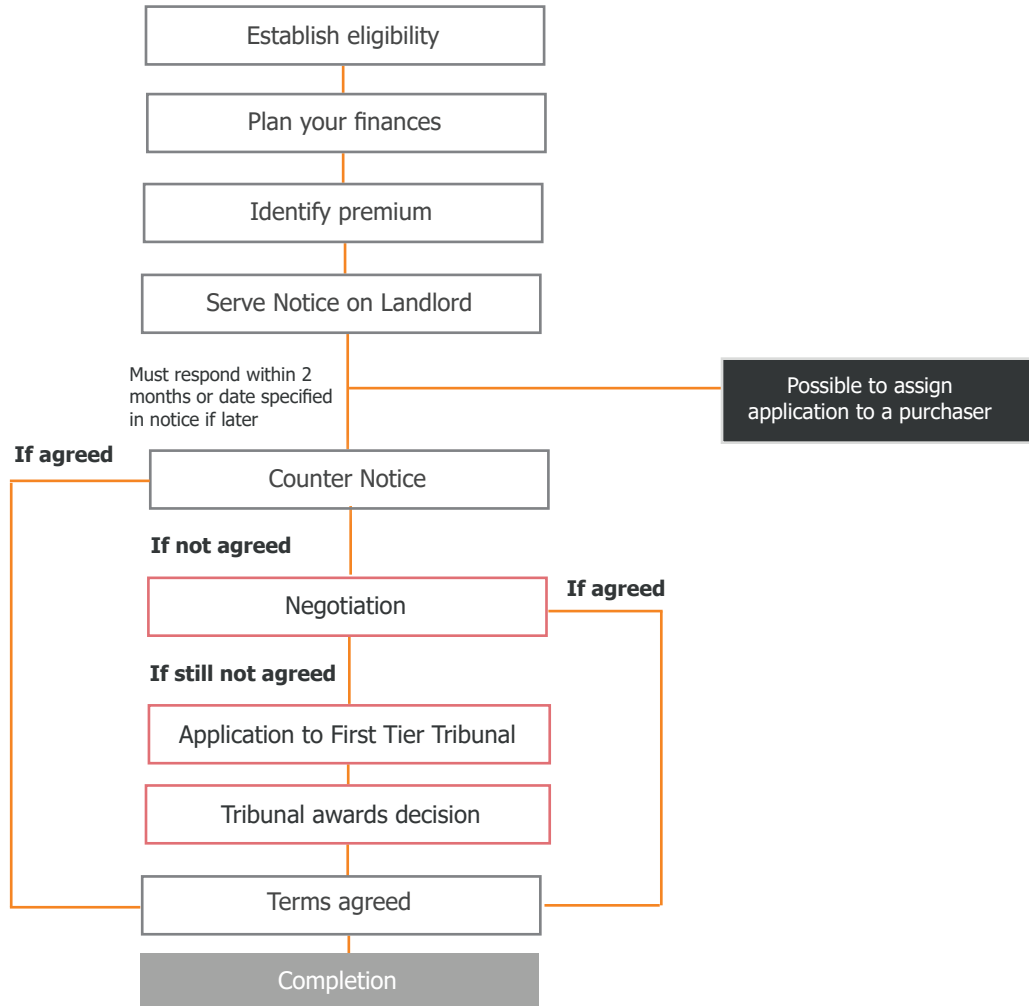 Establish eligibility
Plan your finances
Identify premium
Serve Notice on Landlord
Must respond within 2
months or date specified
in notice if later
Possible to assign
application to a purchaser
If agreed
Counter Notice
If not agreed
If agreed
Negotiation
If still not agreed
Application to First Tier Tribunal
Tribunal awards decision
Terms agreed
Completion